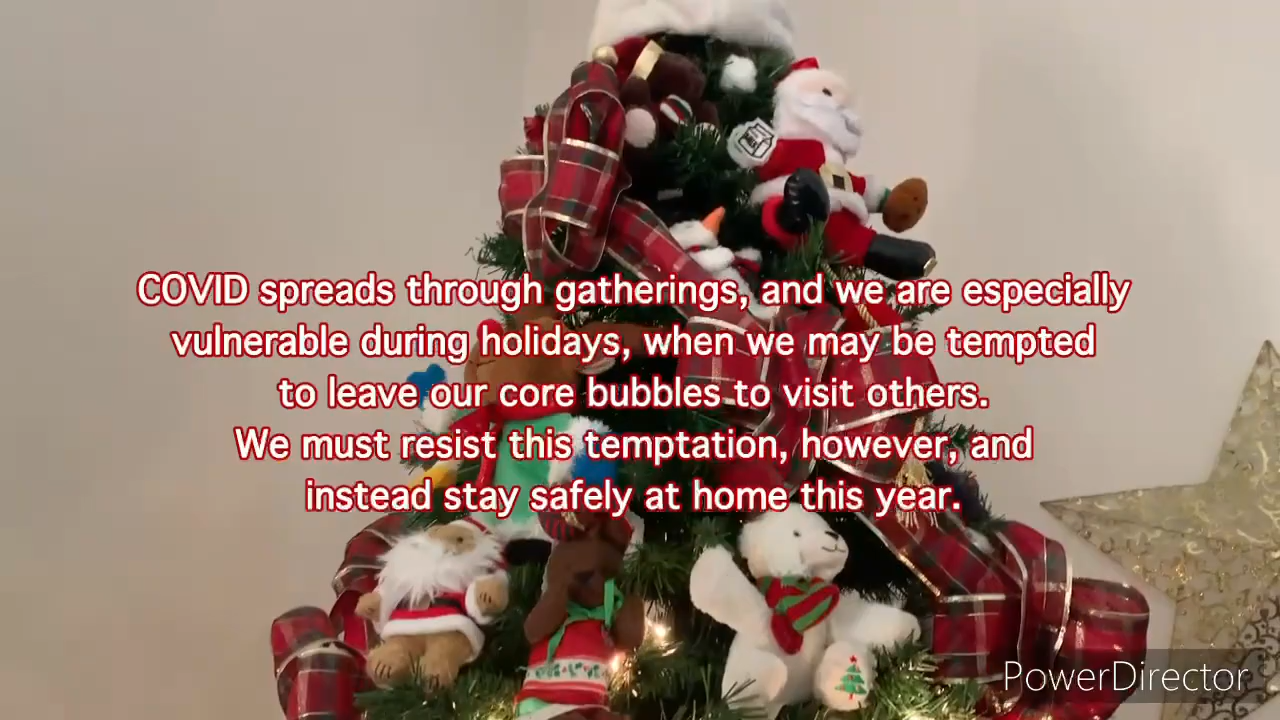 COVID spreads through gatherings, and we are especially
vulnerable during holidays, when we may be tempted
to leave our core bubbles to visit others.
We must resist this temptation, however, and
instead stay safely at home this year.
PowerDirector